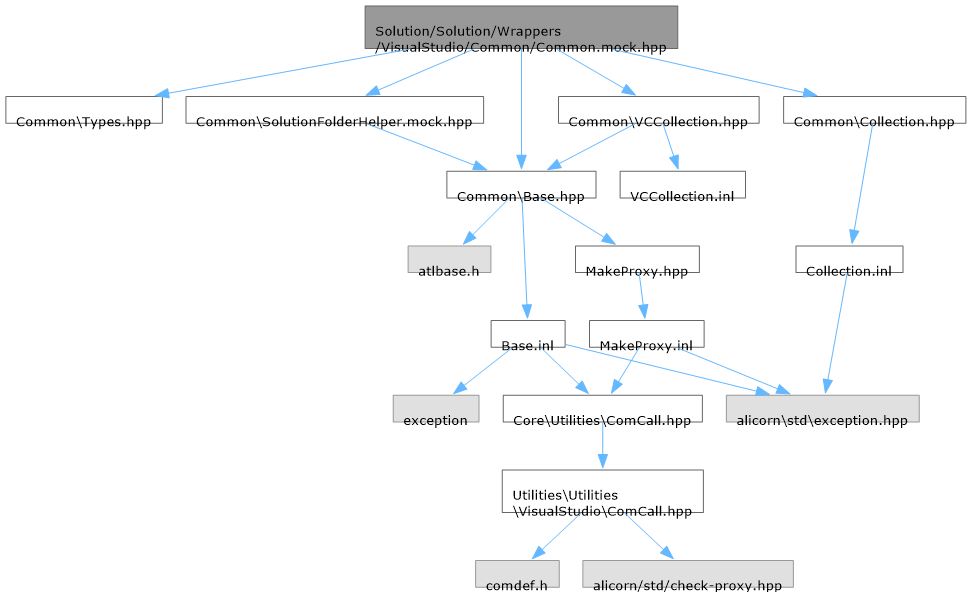 Solution/Solution/Wrappers
/VisualStudio/Common/Common.mock.hpp
Common\Types.hpp
Common\SolutionFolderHelper.mock.hpp
Common\VCCollection.hpp
Common\Collection.hpp
Common\Base.hpp
VCCollection.inl
atlbase.h
MakeProxy.hpp
Collection.inl
Base.inl
MakeProxy.inl
exception
Core\Utilities\ComCall.hpp
alicorn\std\exception.hpp
Utilities\Utilities
\VisualStudio\ComCall.hpp
comdef.h
alicorn/std/check-proxy.hpp